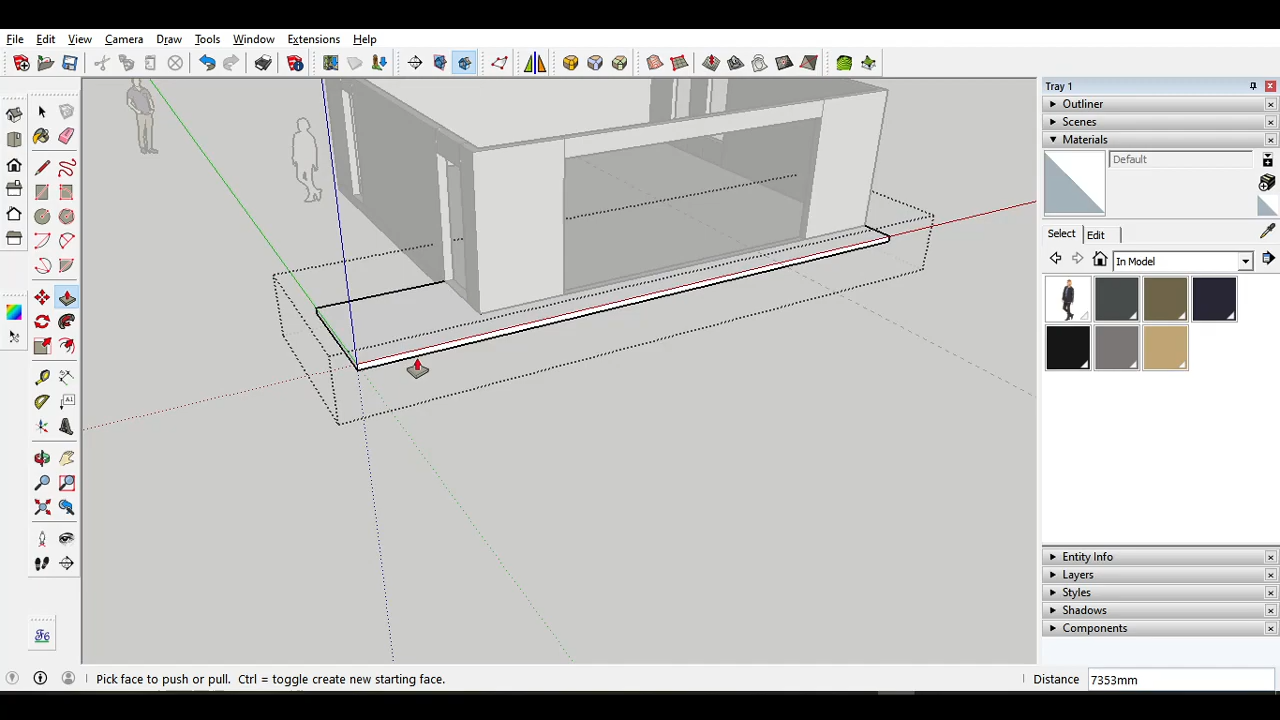 File Edit View Camera Draw Tools Window Extensions Help
Tray 1
Outliner
Scenes
Materials
Default
Select Edit
In Model
Entity Info
Layers
Styles
Shadows
Components
Pick face to push or pull. Ctrl = toggle create new starting face.
Distance 7353mm